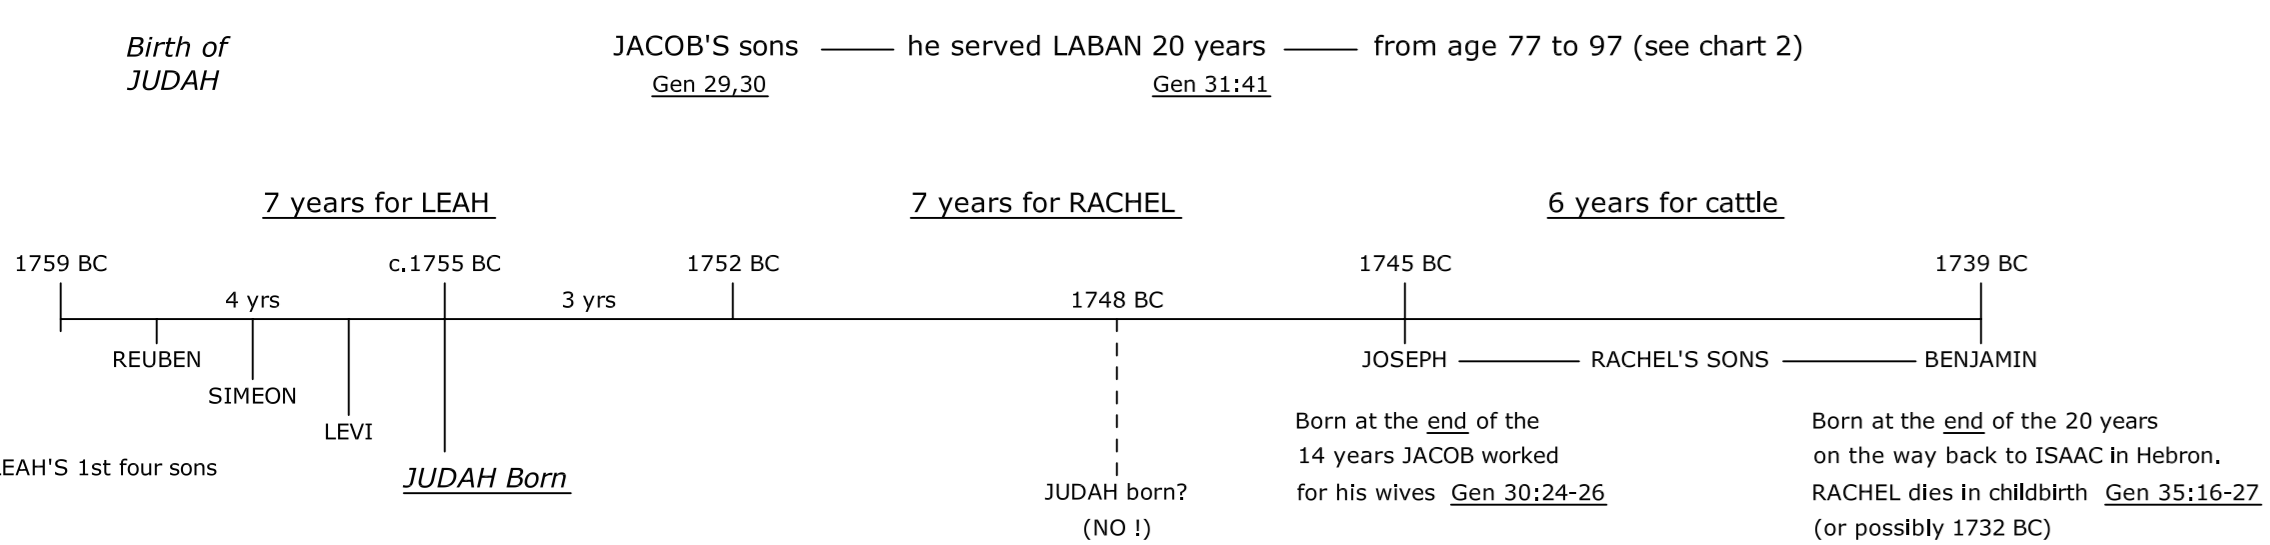 Birth of
JUDAH
JACOB'S sons he served LABAN 20 years from age 77 to 97 (see chart 2)
Gen 29,30 Gen 31:41
7 years for LEAH 7 years for RACHEL 6 years for cattle
1759 BC c.1755 BC 1752 BC 1745 BC 1739 BC
4 yrs 3 yrs 1748 BC
REUBEN JOSEPH RACHEL'S SONS BENJAMIN
SIMEON
LEVI
LEAH'S 1st four sons
JUDAH Born
JUDAH born?
(NO !)
Born at the end of the
14 years JACOB worked
for his wives Gen 30:24-26
Born at the end of the 20 years
on the way back to ISAAC in Hebron.
RACHEL dies in childbirth Gen 35:16-27
(or possibly 1732 BC)